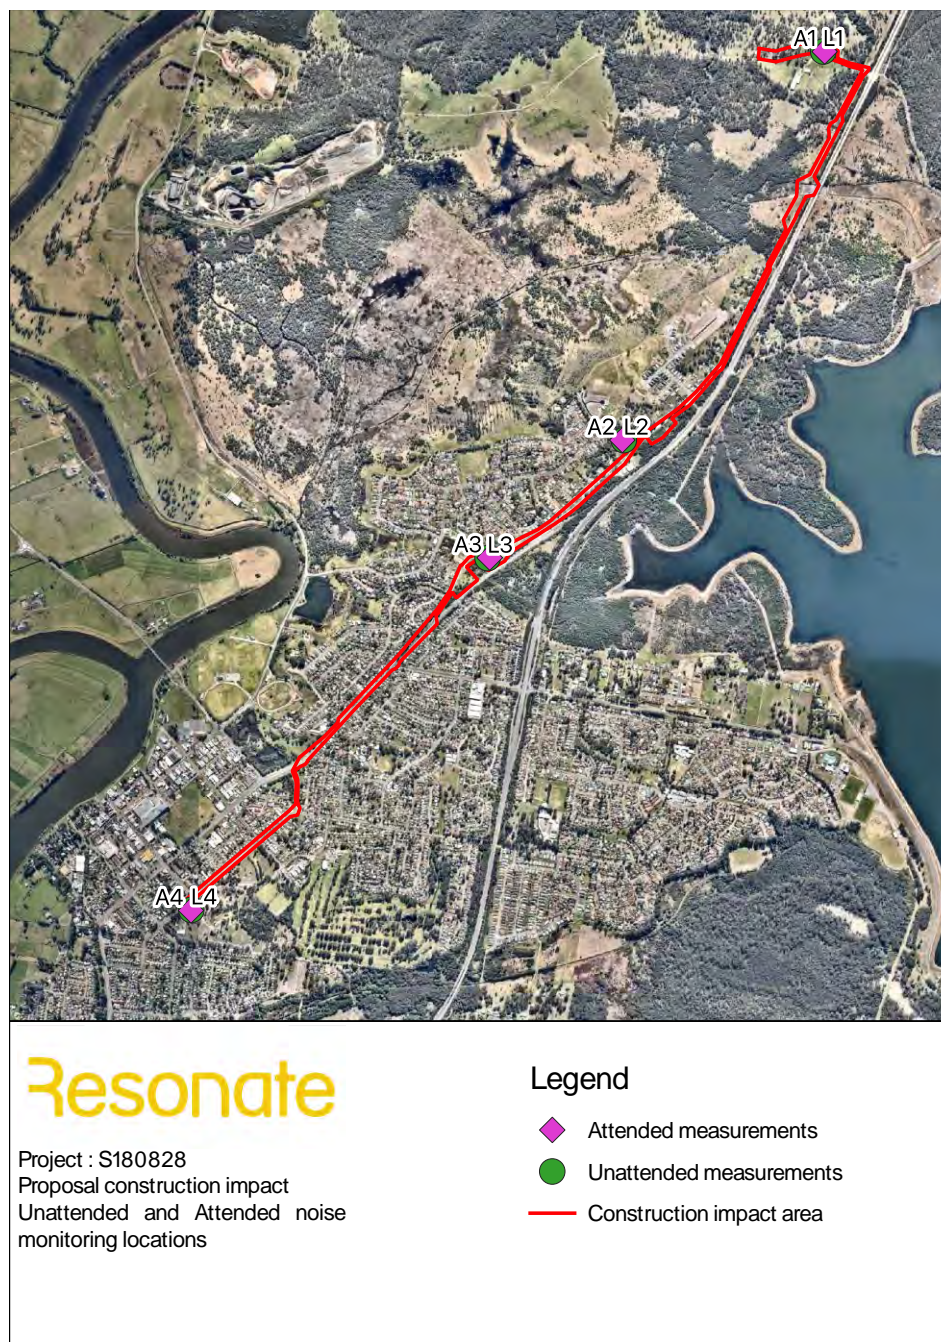 A1 L1
A2 L2
A3 L3
A4 L4
Resonate
Legend
Attended measurements
Unattended measurements
Construction impact area
Project : S180828
Proposal construction impact
Unattended and Attended noise
monitoring locations